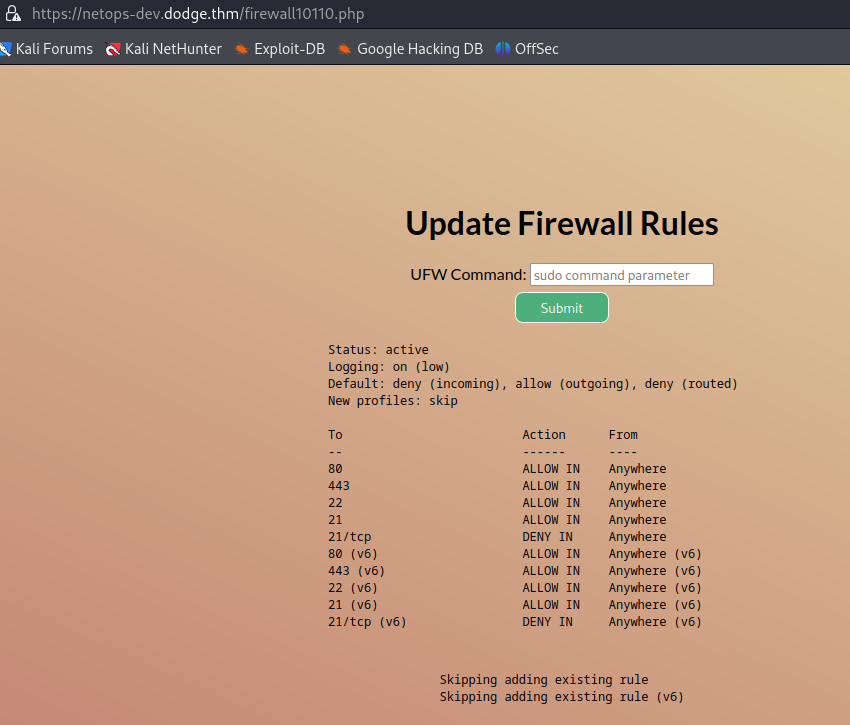 https://netops-dev.dodge.thm/firewall10110.php
Kali Forums Kali NetHunter Exploit-DB Google Hacking DB OffSec
Update Firewall Rules
UFW Command: sudo command parameter
Submit
Status: active
Logging: on (low)
Default: deny (incoming), allow (outgoing), deny (routed)
New profiles: skip
To Action From
-- ------ ----
80 ALLOW IN Anywhere
443 ALLOW IN Anywhere
22 ALLOW IN Anywhere
21 ALLOW IN Anywhere
21/tcp DENY IN Anywhere
80 (v6) ALLOW IN Anywhere (v6)
443 (v6) ALLOW IN Anywhere (v6)
22 (v6) ALLOW IN Anywhere (v6)
21 (v6) ALLOW IN Anywhere (v6)
21/tcp (v6) DENY IN Anywhere (v6)
Skipping adding existing rule
Skipping adding existing rule (v6)